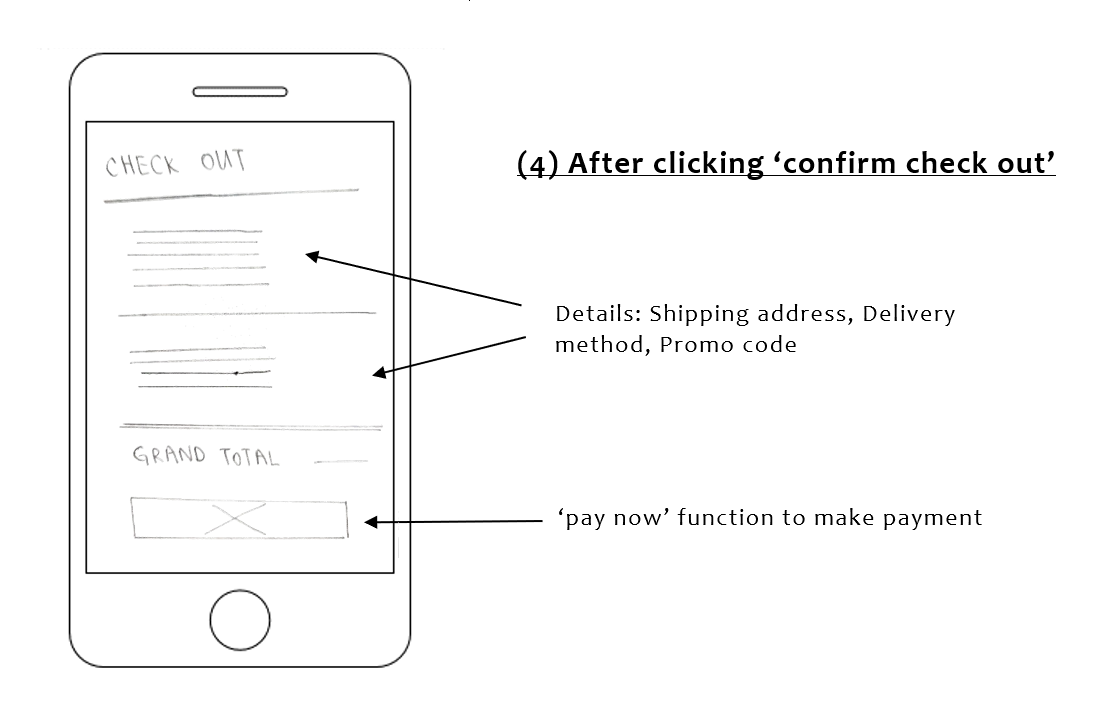 CHECK OUT
(4) After clicking ‘confirm check out’
Details: Shipping address, Delivery
method, Promo code
GRAND TOTAL
‘pay now’ function to make payment